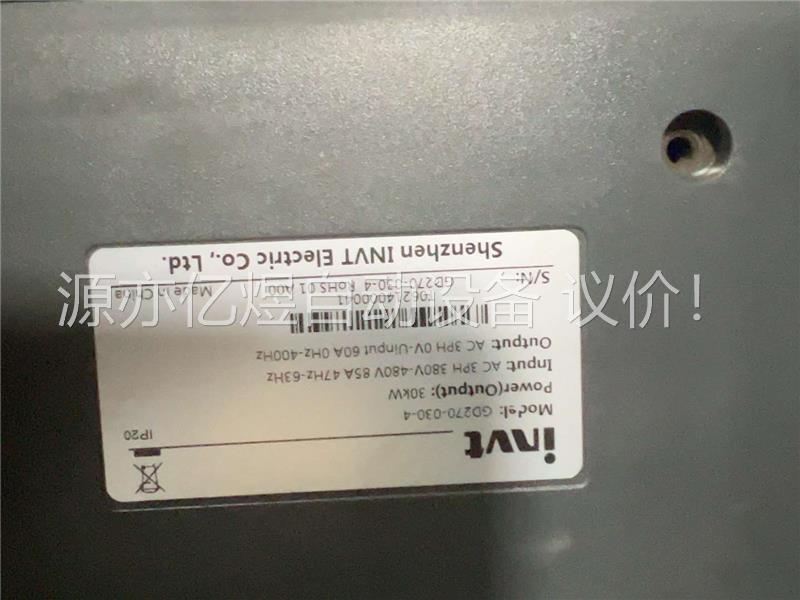 invt
IP20
Model: GD270-030-4
Power(Output): 30kW
Input: AC 3PH 380V-480V 85A 47Hz-63Hz
Output: AC 3PH 0V-Uinput 60A 0Hz-400Hz
S/N:
GD270-030-4 RoHS 01 A00
Made in China
Shenzhen INVT Electric Co., Ltd.
源亦亿煜自动设备 议价！